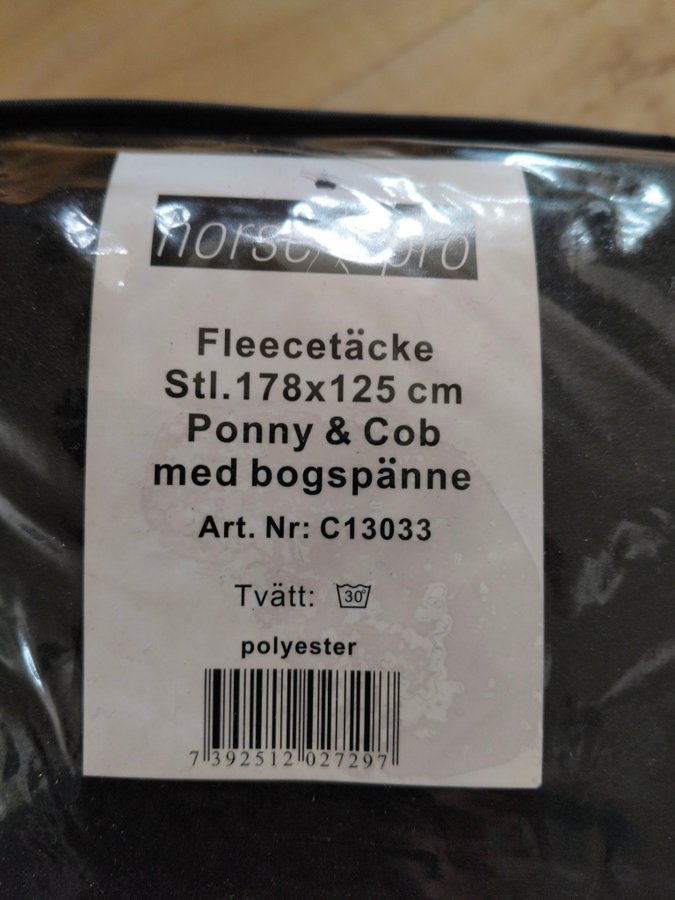 horse pro
Fleecetäcke
Stl.178x125 cm
Ponny & Cob
med bogspänne
Art. Nr: C13033
Tvätt: 30°
polyester
7 392512 027297